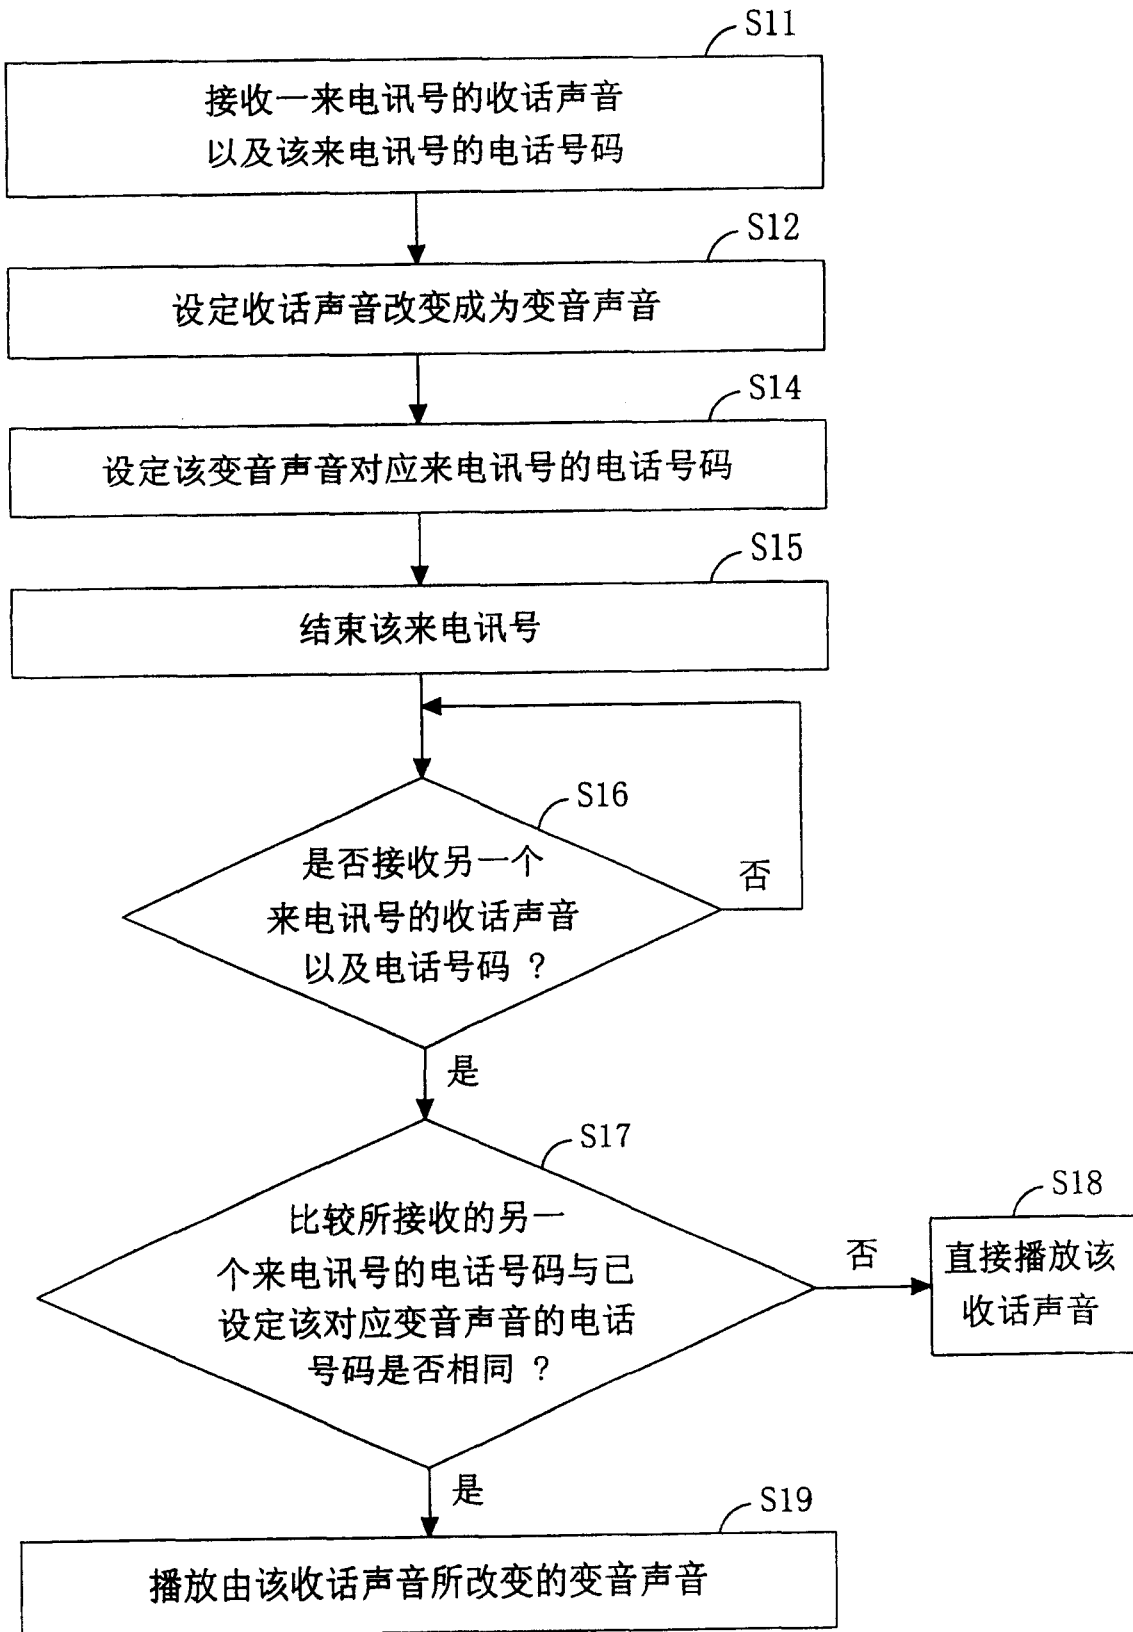 S11
接收一来电讯号的收话声音
以及该来电讯号的电话号码
S12
设定收话声音改变成为变音声音
S14
设定该变音声音对应来电讯号的电话号码
S15
结束该来电讯号
S16
是否接收另一个
来电讯号的收话声音
以及电话号码 ?
否
是
S17
比较所接收的另一
个来电讯号的电话号码与已
设定该对应变音声音的电话
号码是否相同 ?
否
S18
直接播放该
收话声音
是
S19
播放由该收话声音所改变的变音声音